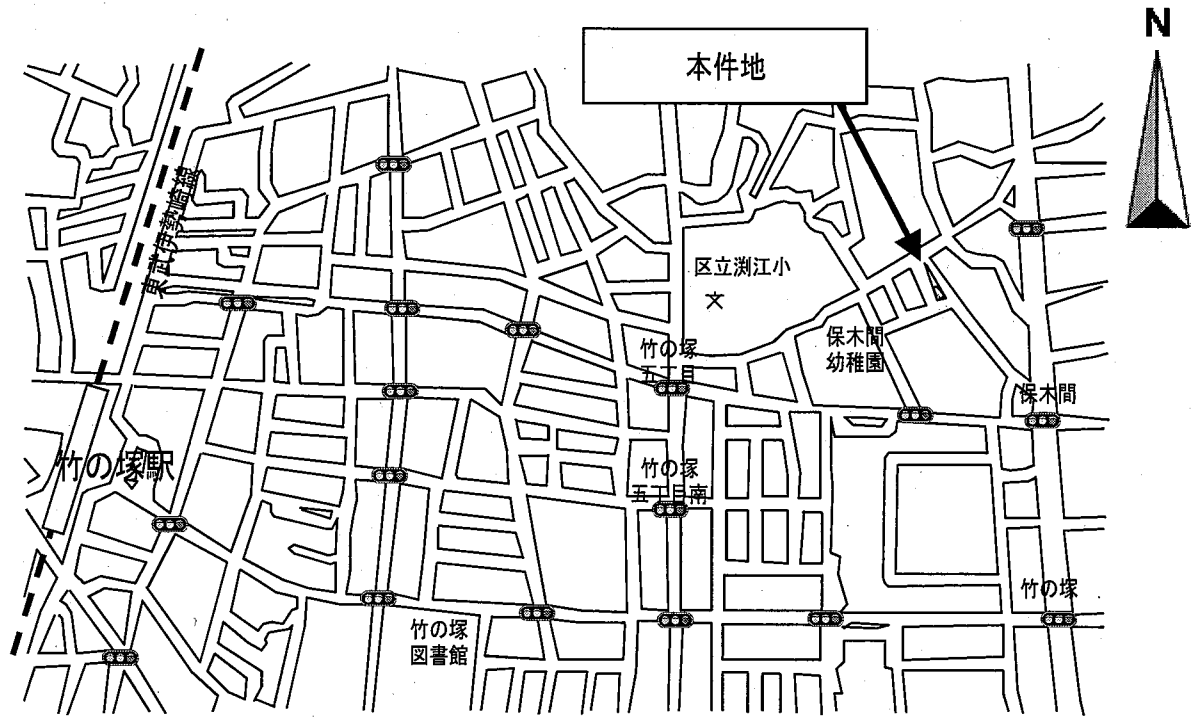 N
本件地
東武伊勢崎線
区立渕江小
竹の塚
五丁目
保木間
幼稚園
保木間
竹の塚駅
竹の塚
五丁目南
竹の塚
竹の塚
図書館